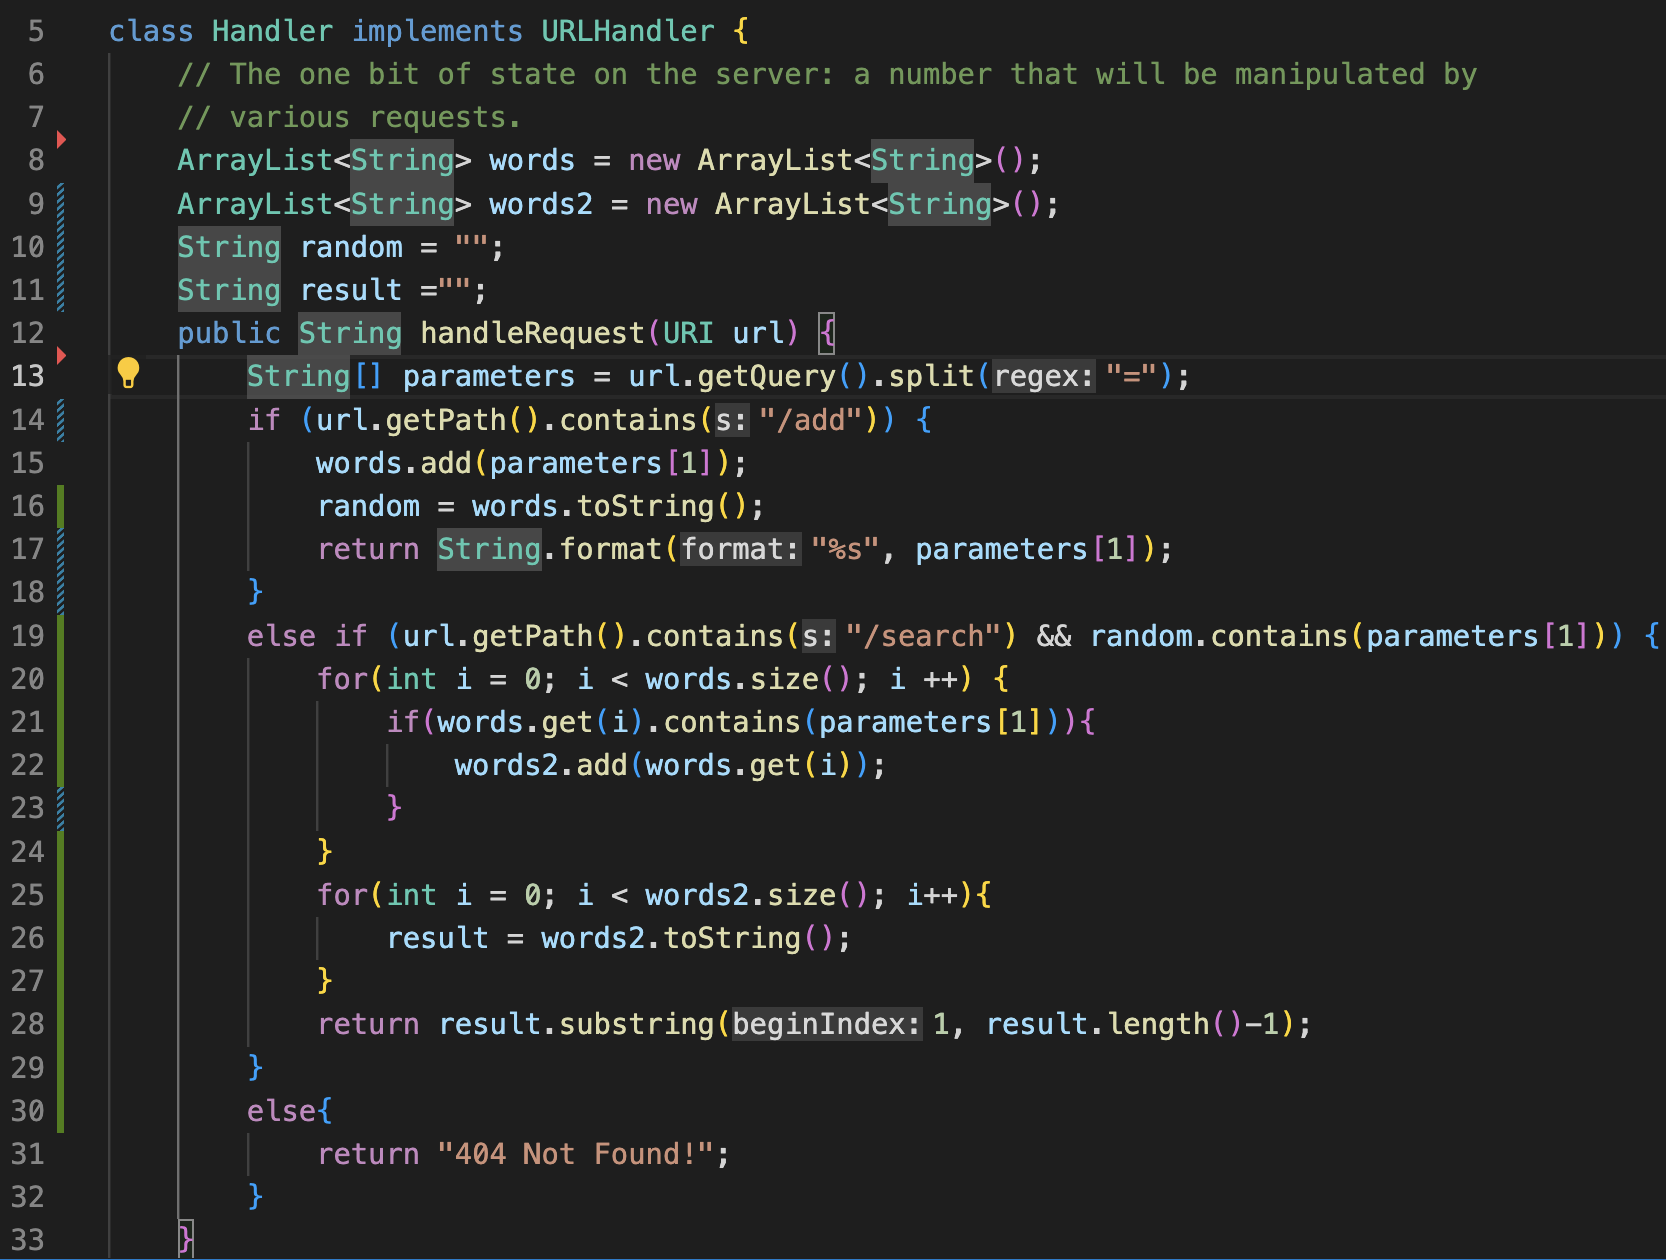 5 class Handler implements URLHandler {
6 // The one bit of state on the server: a number that will be manipulated by
7 // various requests.
8 ArrayList<String> words = new ArrayList<String>();
9 ArrayList<String> words2 = new ArrayList<String>();
10 String random = "";
11 String result ="";
12 public String handleRequest(URI url) {
13 String[] parameters = url.getQuery().split(regex: "=");
14 if (url.getPath().contains(s: "/add")) {
15 words.add(parameters[1]);
16 random = words.toString();
17 return String.format(format: "%s", parameters[1]);
18 }
19 else if (url.getPath().contains(s: "/search") && random.contains(parameters[1])) {
20 for(int i = 0; i < words.size(); i ++) {
21 if(words.get(i).contains(parameters[1])){
22 words2.add(words.get(i));
23 }
24 }
25 for(int i = 0; i < words2.size(); i++){
26 result = words2.toString();
27 }
28 return result.substring(beginIndex: 1, result.length()-1);
29 }
30 else{
31 return "404 Not Found!";
32 }
33 }